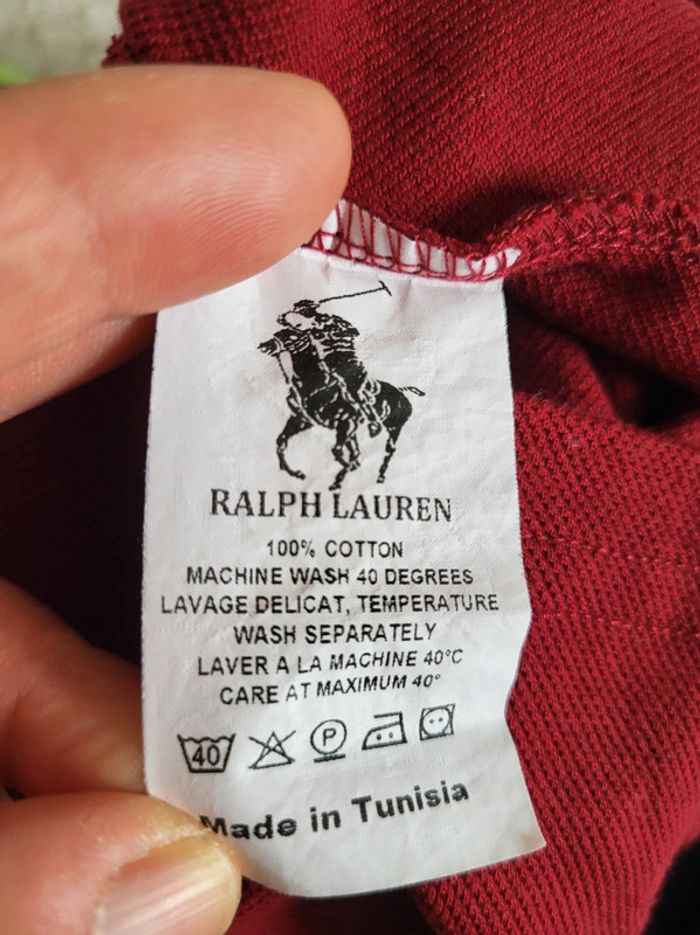 RALPH LAUREN
100% COTTON
MACHINE WASH 40 DEGREES
LAVAGE DELICAT, TEMPERATURE
WASH SEPARATELY
LAVER A LA MACHINE 40°C
CARE AT MAXIMUM 40°
40 P
Made in Tunisia